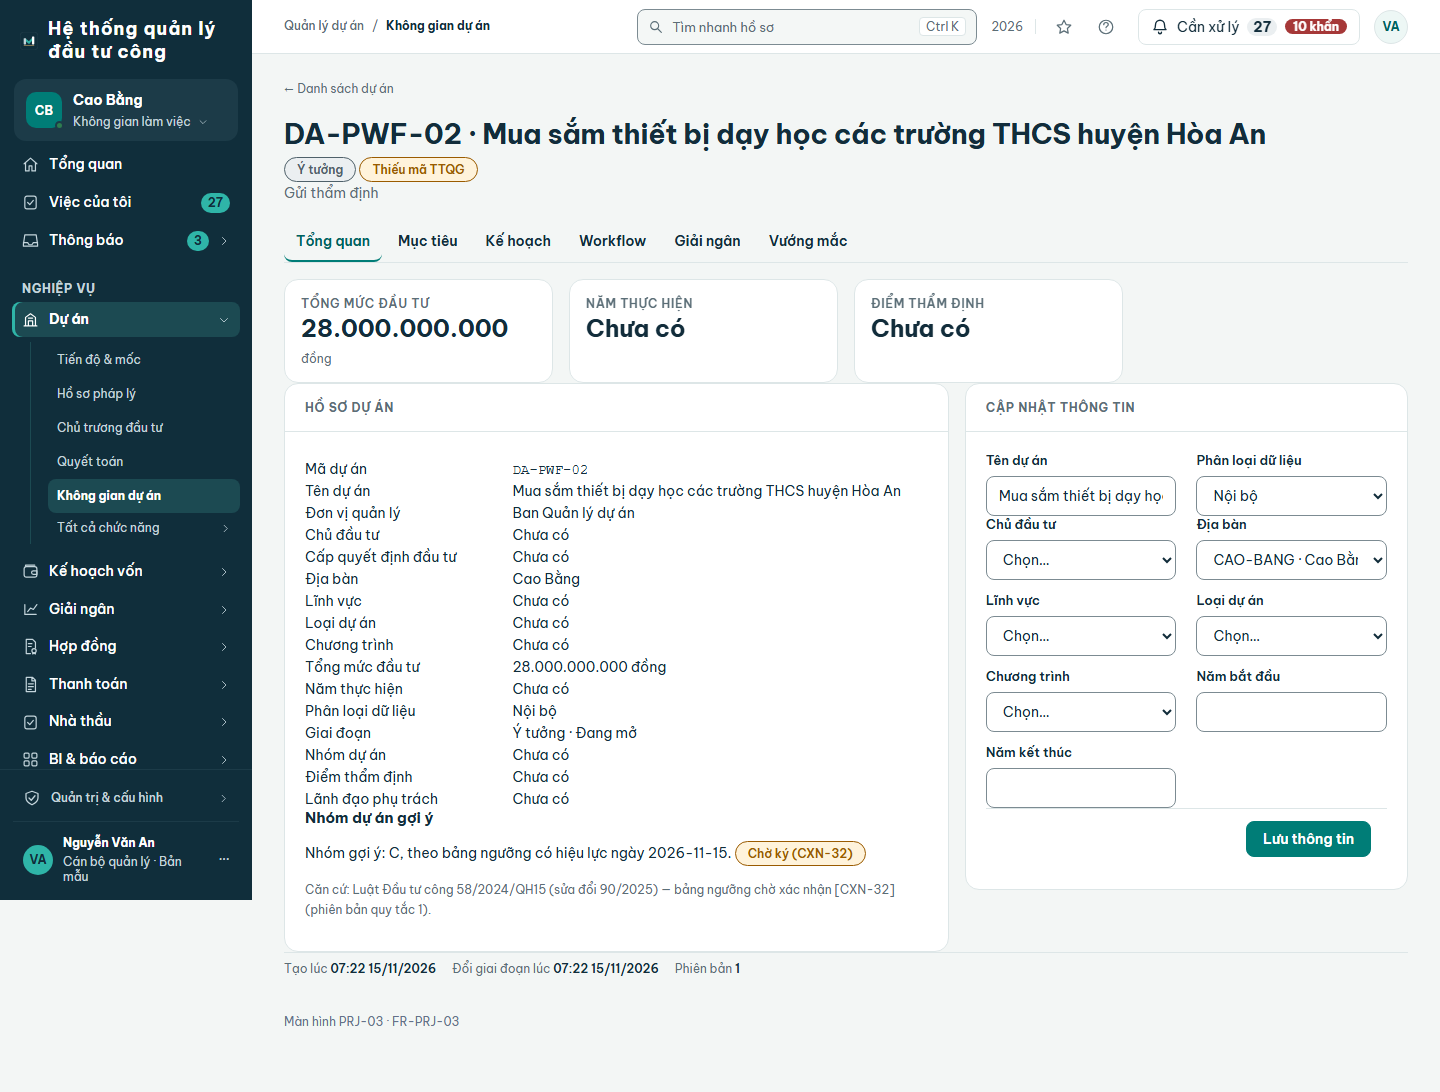 Hệ thống quản lý
đầu tư công
CB
Cao Bằng
Không gian làm việc
Tổng quan
Việc của tôi 27
Thông báo 3
NGHIỆP VỤ
Dự án
Tiến độ & mốc
Hồ sơ pháp lý
Chủ trương đầu tư
Quyết toán
Không gian dự án
Tất cả chức năng
Kế hoạch vốn
Giải ngân
Hợp đồng
Thanh toán
Nhà thầu
BI & báo cáo
Quản trị & cấu hình
VA
Nguyễn Văn An
Cán bộ quản lý · Bản
mẫu
Quản lý dự án / Không gian dự án
Tìm nhanh hồ sơ Ctrl K
2026
Cần xử lý 27 10 khẩn
VA
← Danh sách dự án
DA-PWF-02 · Mua sắm thiết bị dạy học các trường THCS huyện Hòa An
Ý tưởng Thiếu mã TTQG
Gửi thẩm định
Tổng quan Mục tiêu Kế hoạch Workflow Giải ngân Vướng mắc
TỔNG MỨC ĐẦU TƯ
28.000.000.000
đồng
NĂM THỰC HIỆN
Chưa có
ĐIỂM THẨM ĐỊNH
Chưa có
HỒ SƠ DỰ ÁN
Mã dự án DA-PWF-02
Tên dự án Mua sắm thiết bị dạy học các trường THCS huyện Hòa An
Đơn vị quản lý Ban Quản lý dự án
Chủ đầu tư Chưa có
Cấp quyết định đầu tư Chưa có
Địa bàn Cao Bằng
Lĩnh vực Chưa có
Loại dự án Chưa có
Chương trình Chưa có
Tổng mức đầu tư 28.000.000.000 đồng
Năm thực hiện Chưa có
Phân loại dữ liệu Nội bộ
Giai đoạn Ý tưởng · Đang mở
Nhóm dự án Chưa có
Điểm thẩm định Chưa có
Lãnh đạo phụ trách Chưa có
Nhóm dự án gợi ý
Nhóm gợi ý: C, theo bảng ngưỡng có hiệu lực ngày 2026-11-15. Chờ ký (CXN-32)
Căn cứ: Luật Đầu tư công 58/2024/QH15 (sửa đổi 90/2025) — bảng ngưỡng chờ xác nhận [CXN-32]
(phiên bản quy tắc 1).
CẬP NHẬT THÔNG TIN
Tên dự án Phân loại dữ liệu
Mua sắm thiết bị dạy học Nội bộ
Chủ đầu tư Địa bàn
Chọn... CAO-BANG · Cao Bằn
Lĩnh vực Loại dự án
Chọn... Chọn...
Chương trình Năm bắt đầu
Chọn...
Năm kết thúc
Lưu thông tin
Tạo lúc 07:22 15/11/2026 Đổi giai đoạn lúc 07:22 15/11/2026 Phiên bản 1
Màn hình PRJ-03 · FR-PRJ-03